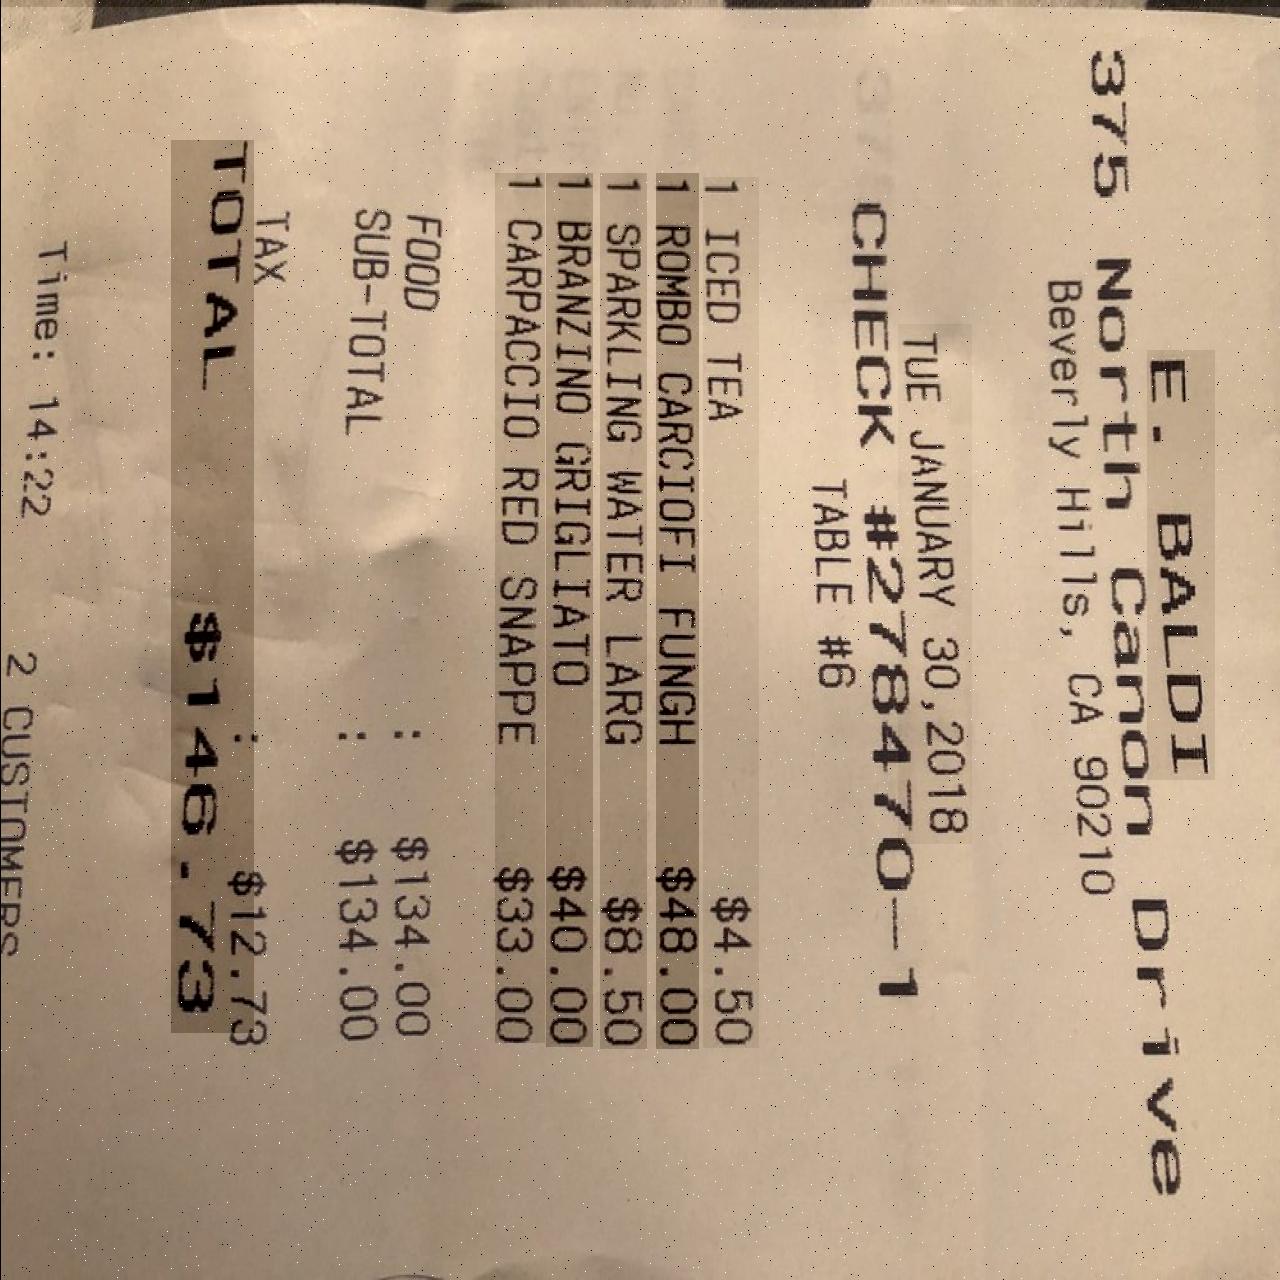 E. BALDI
375 North Canon Drive
Beverly Hills, CA 90210
TUE JANUARY 30,2018
CHECK #278470-1
TABLE #6
1 ICED TEA $4.50
1 ROMBO CARCIOFI FUNGH $48.00
1 SPARKLING WATER LARG $8.50
1 BRANZINO GRIGLIATO $40.00
1 CARPACCIO RED SNAPPE $33.00
FOOD : $134.00
SUB-TOTAL : $134.00
TAX : $12.73
TOTAL $146.73
Time: 14:22 2 CUSTOMERS